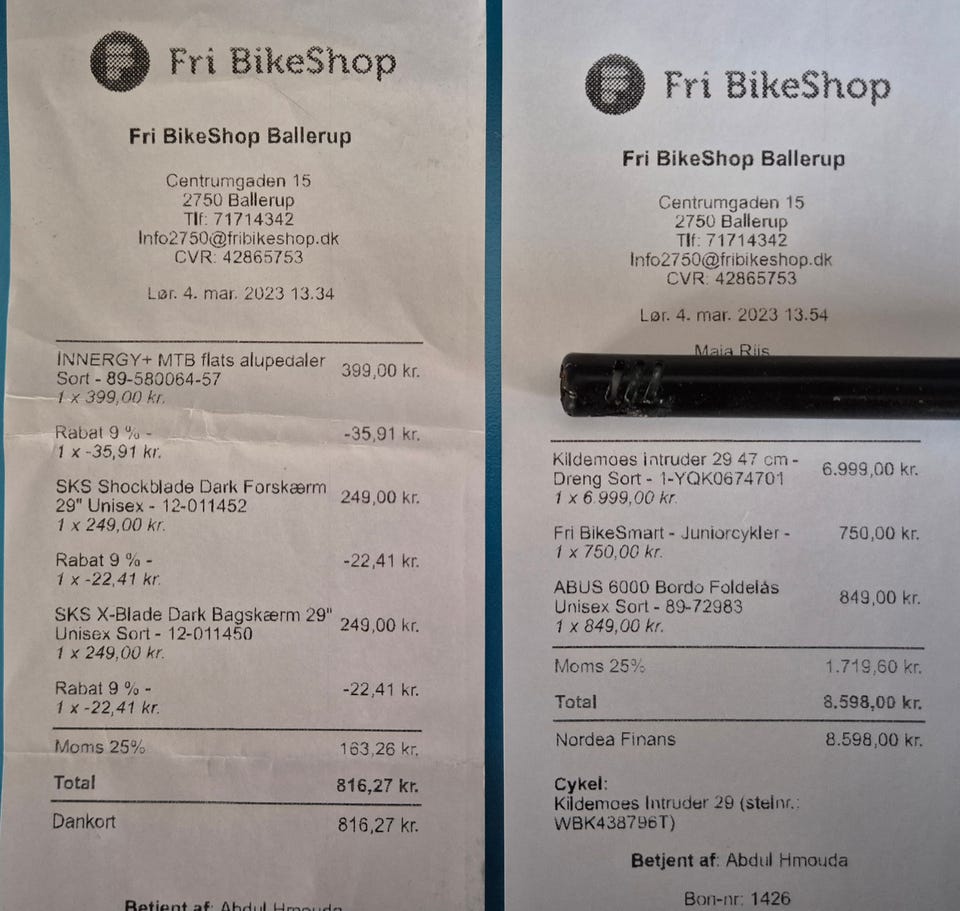 Fri BikeShop
Fri BikeShop Ballerup
Centrumgaden 15
2750 Ballerup
Tlf: 71714342
Info2750@fribikeshop.dk
CVR: 42865753
Lør. 4. mar. 2023 13.34
INNERGY+ MTB flats alupedaler 399,00 kr.
Sort - 89-580064-57
1 x 399,00 kr.
Rabat 9 % - -35,91 kr.
1 x -35,91 kr.
SKS Shockblade Dark Forskærm 249,00 kr.
29" Unisex - 12-011452
1 x 249,00 kr.
Rabat 9 % - -22,41 kr.
1 x -22,41 kr.
SKS X-Blade Dark Bagskærm 29" 249,00 kr.
Unisex Sort - 12-011450
1 x 249,00 kr.
Rabat 9 % - -22,41 kr.
1 x -22,41 kr.
Moms 25% 163,26 kr.
Total 816,27 kr.
Dankort 816,27 kr.
Betjent af: Abdul Hmouda
Fri BikeShop
Fri BikeShop Ballerup
Centrumgaden 15
2750 Ballerup
Tlf: 71714342
Info2750@fribikeshop.dk
CVR: 42865753
Lør. 4. mar. 2023 13.54
Maja Riis
Kildemoes Intruder 29 47 cm - 6.999,00 kr.
Dreng Sort - 1-YQK0674701
1 x 6.999,00 kr.
Fri BikeSmart - Juniorcykler - 750,00 kr.
1 x 750,00 kr.
ABUS 6000 Bordo Foldelås 849,00 kr.
Unisex Sort - 89-72983
1 x 849,00 kr.
Moms 25% 1.719,60 kr.
Total 8.598,00 kr.
Nordea Finans 8.598,00 kr.
Cykel:
Kildemoes Intruder 29 (stelnr.:
WBK438796T)
Betjent af: Abdul Hmouda
Bon-nr: 1426